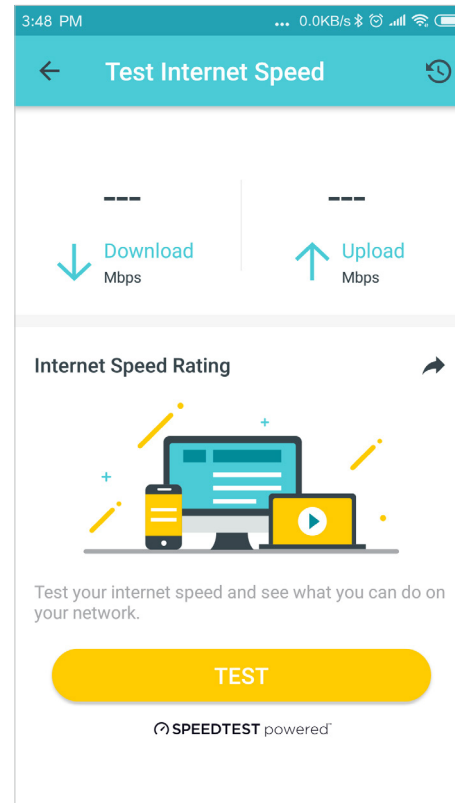 3:48 PM ... 0.0KB/s
Test Internet Speed
--- ---
Download Upload
Mbps Mbps
Internet Speed Rating
Test your internet speed and see what you can do on
your network.
TEST
SPEEDTEST powered™